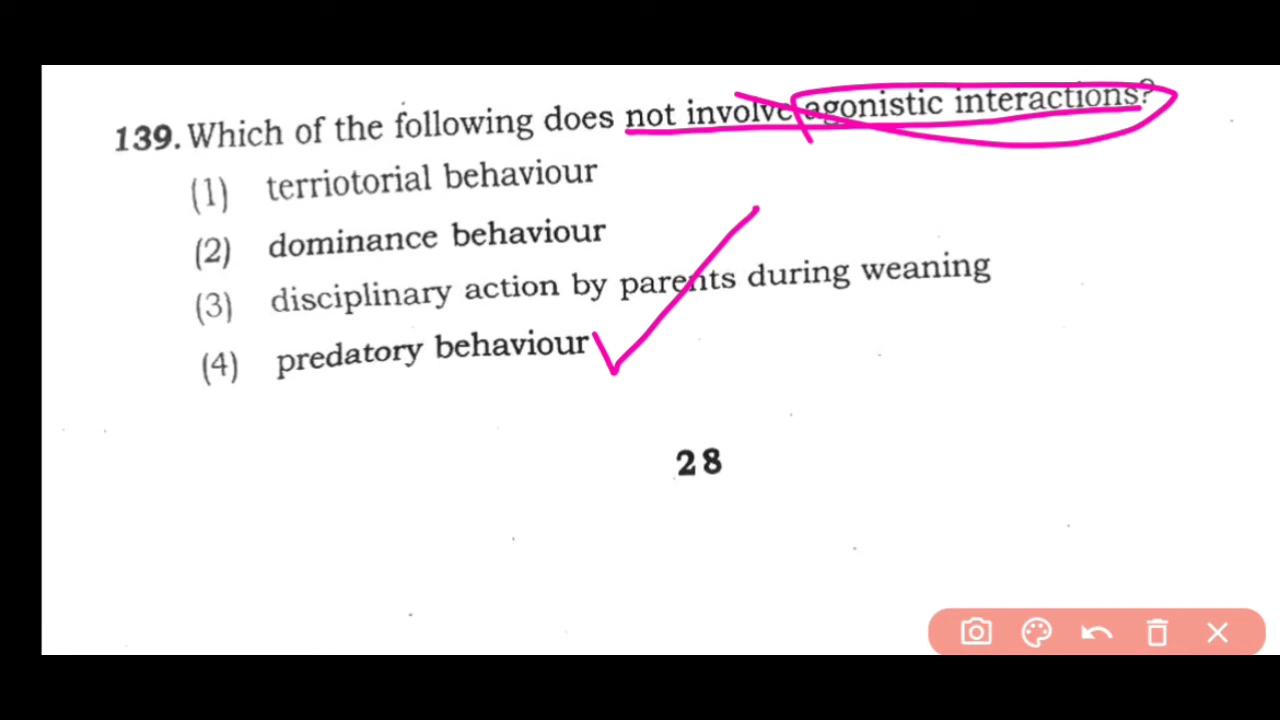 139. Which of the following does not involve agonistic interactions?
(1) terriotorial behaviour
(2) dominance behaviour
(3) disciplinary action by parents during weaning
(4) predatory behaviour
28